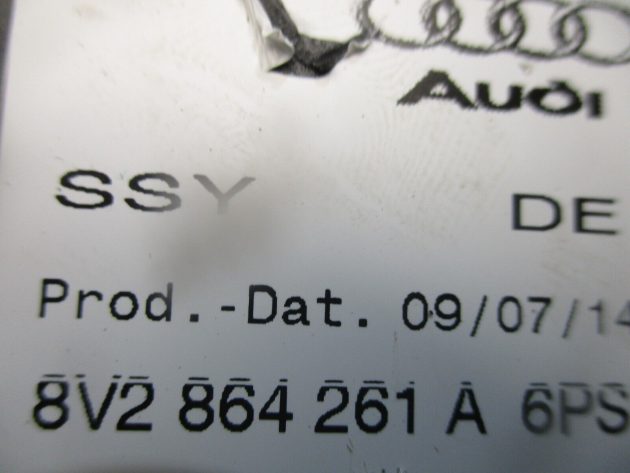 Audi
SSY DE
Prod.-Dat. 09/07/14
8V2 864 261 A 6PS